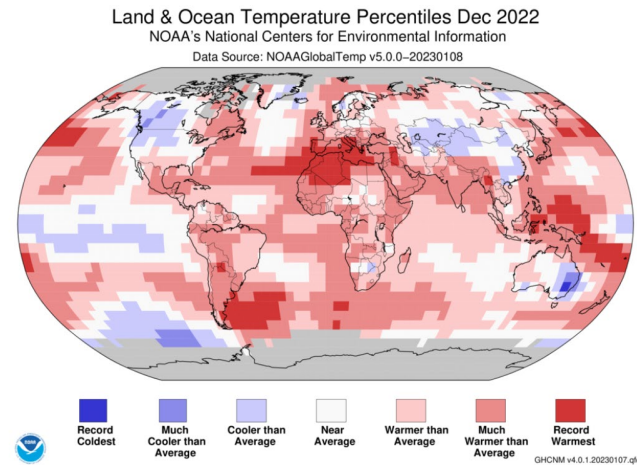 Land & Ocean Temperature Percentiles Dec 2022
NOAA's National Centers for Environmental Information
Data Source: NOAAGlobalTemp v5.0.0–20230108
Record
Coldest
Much
Cooler than
Average
Cooler than
Average
Near
Average
Warmer than
Average
Much
Warmer than
Average
Record
Warmest
GHCNM v4.0.1.20230107.qf